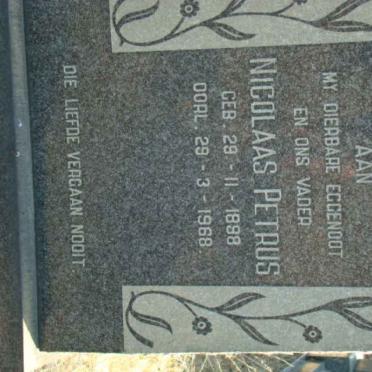 AAN
MY DIERBARE EGGENOOT
EN ONS VADER
NICOLAAS PETRUS
GEB. 29 - 11 - 1898
OORL. 29 - 3 - 1968.
DIE LIEFDE VERGAAN NOOIT